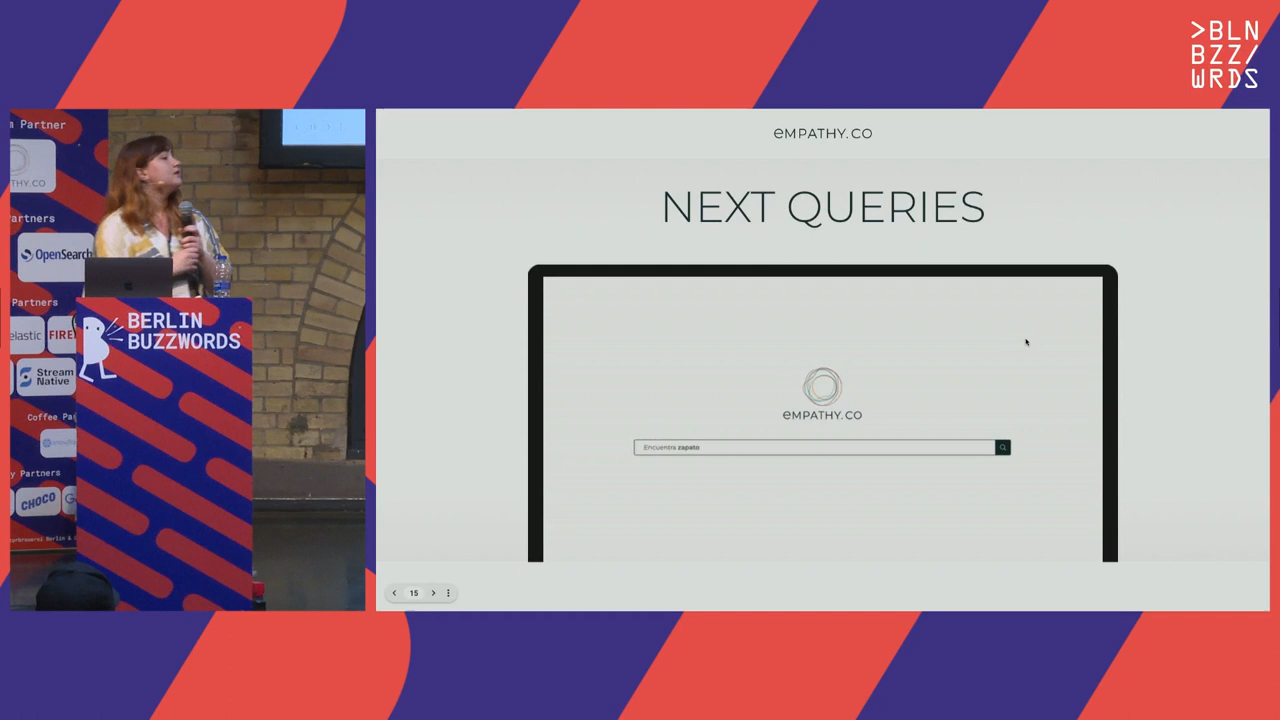 >BLN
BZZ/
WRDS
Partner
THY.CO
artners
OpenSearch
Partners
elastic
FIRE
Stream
Native
Coffee Pa
y Partners
CHOCO
BERLIN
BUZZWORDS
eMPATHY.CO
NEXT QUERIES
eMPATHY.CO
Encuentra zapato
15